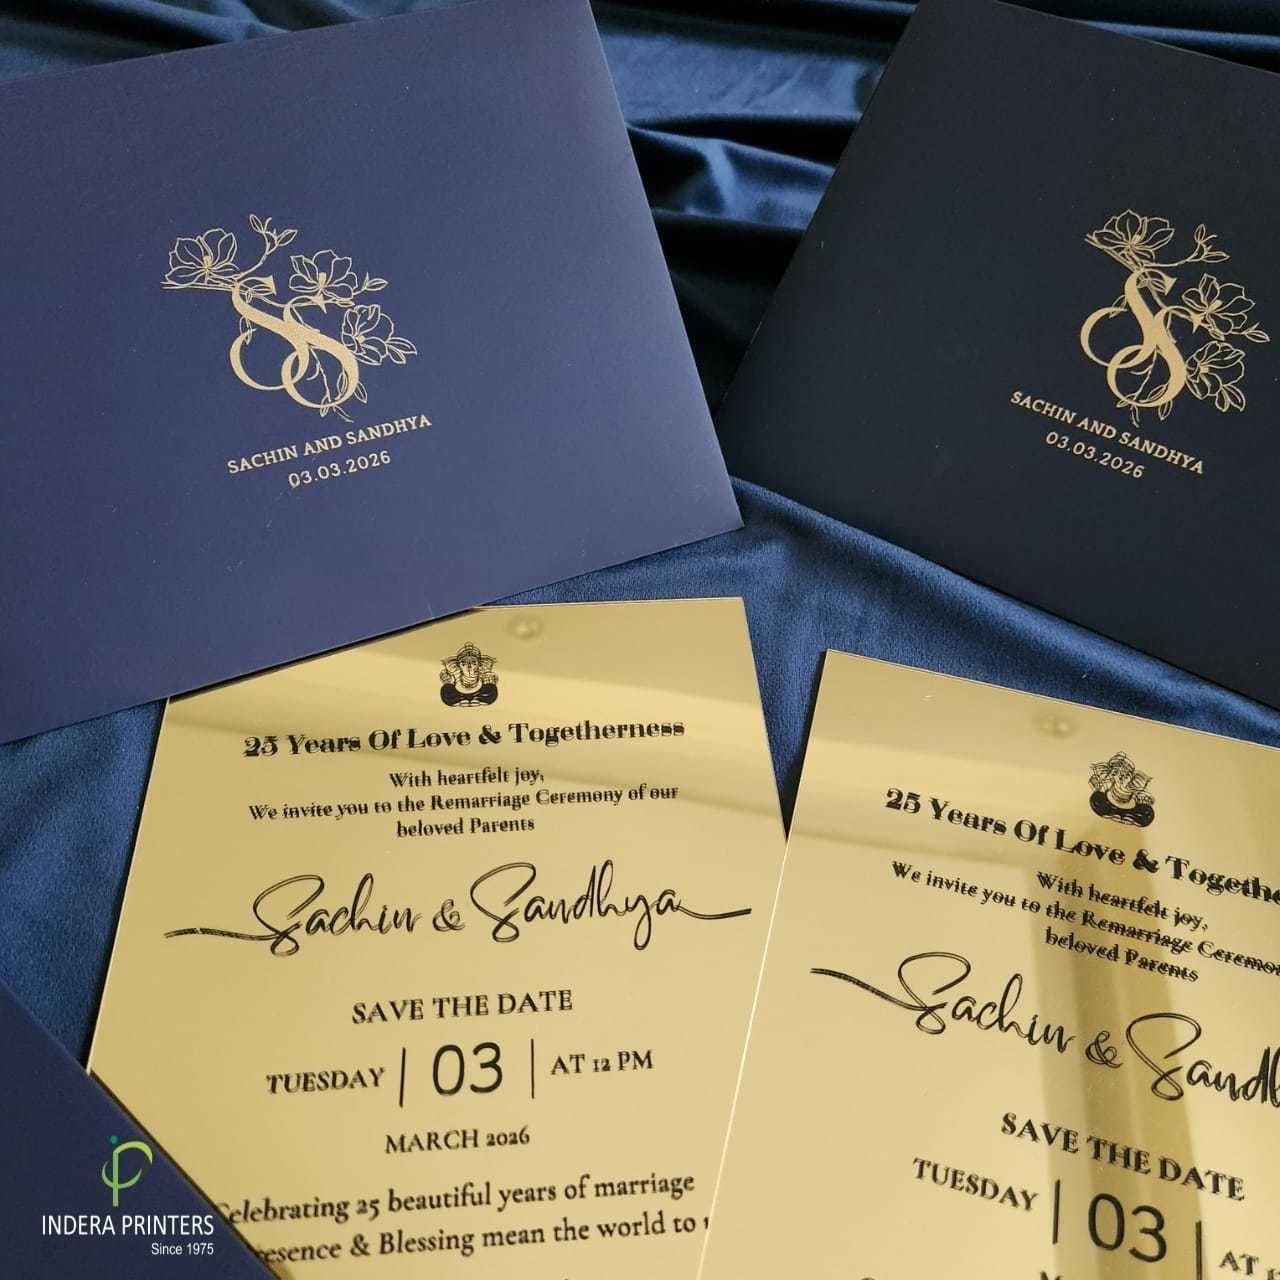 SS
SACHIN AND SANDHYA
03.03.2026
SS
SACHIN AND SANDHYA
03.03.2026
25 Years Of Love & Togetherness
With heartfelt joy,
We invite you to the Remarriage Ceremony of our
beloved Parents
Sachin & Sandhya
SAVE THE DATE
TUESDAY | 03 | AT 12 PM
MARCH 2026
Celebrating 25 beautiful years of marriage
& Blessing mean the world to
25 Years Of Love &
With heartfelt joy,
We invite you to the Remarriage
beloved Parents
Sachin &
SAVE THE DATE
TUESDAY | 03 | AT
INDERA PRINTERS
Since 1975